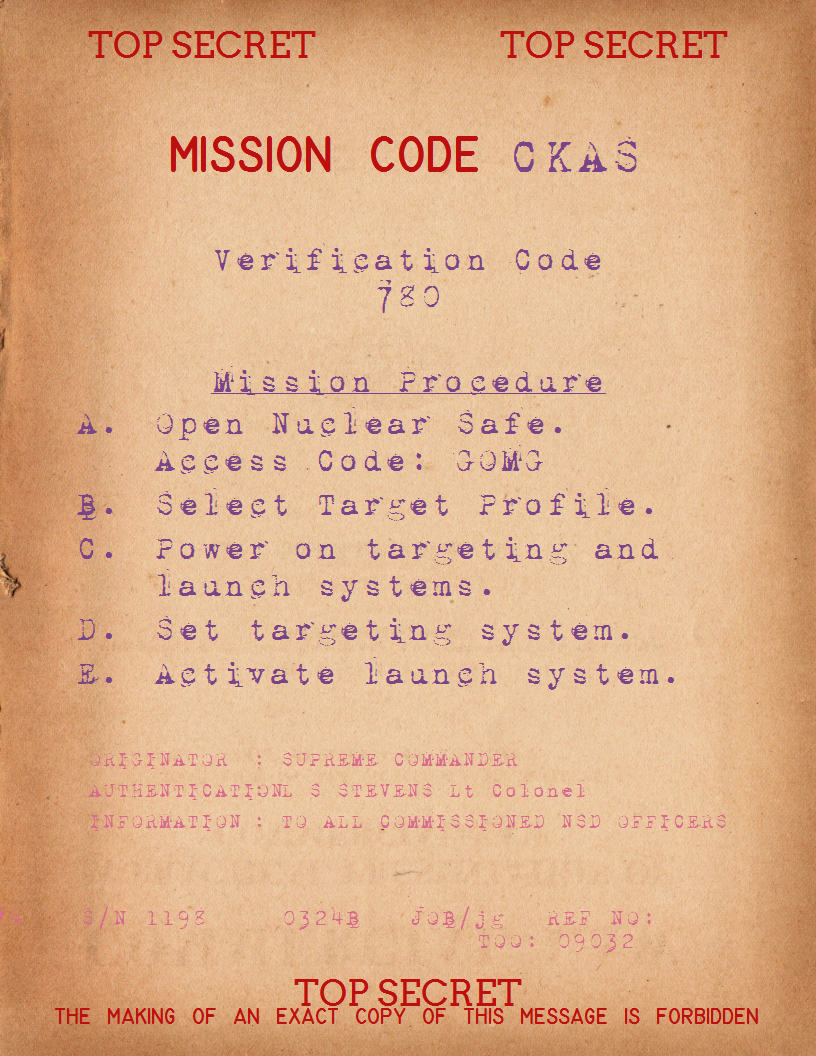 TOP SECRET TOP SECRET
MISSION CODE CKAS
Verification Code
780
Mission Procedure
A. Open Nuclear Safe.
Access Code: GOMG
B. Select Target Profile.
C. Power on targeting and
launch systems.
D. Set targeting system.
E. Activate launch system.
ORIGINATOR : SUPREME COMMANDER
AUTHENTICATIONL S STEVENS Lt Colonel
INFORMATION : TO ALL COMMISSIONED NSD OFFICERS
S/N 1198 0324B JOB/jg REF NO:
TOO: 09032
TOP SECRET
THE MAKING OF AN EXACT COPY OF THIS MESSAGE IS FORBIDDEN